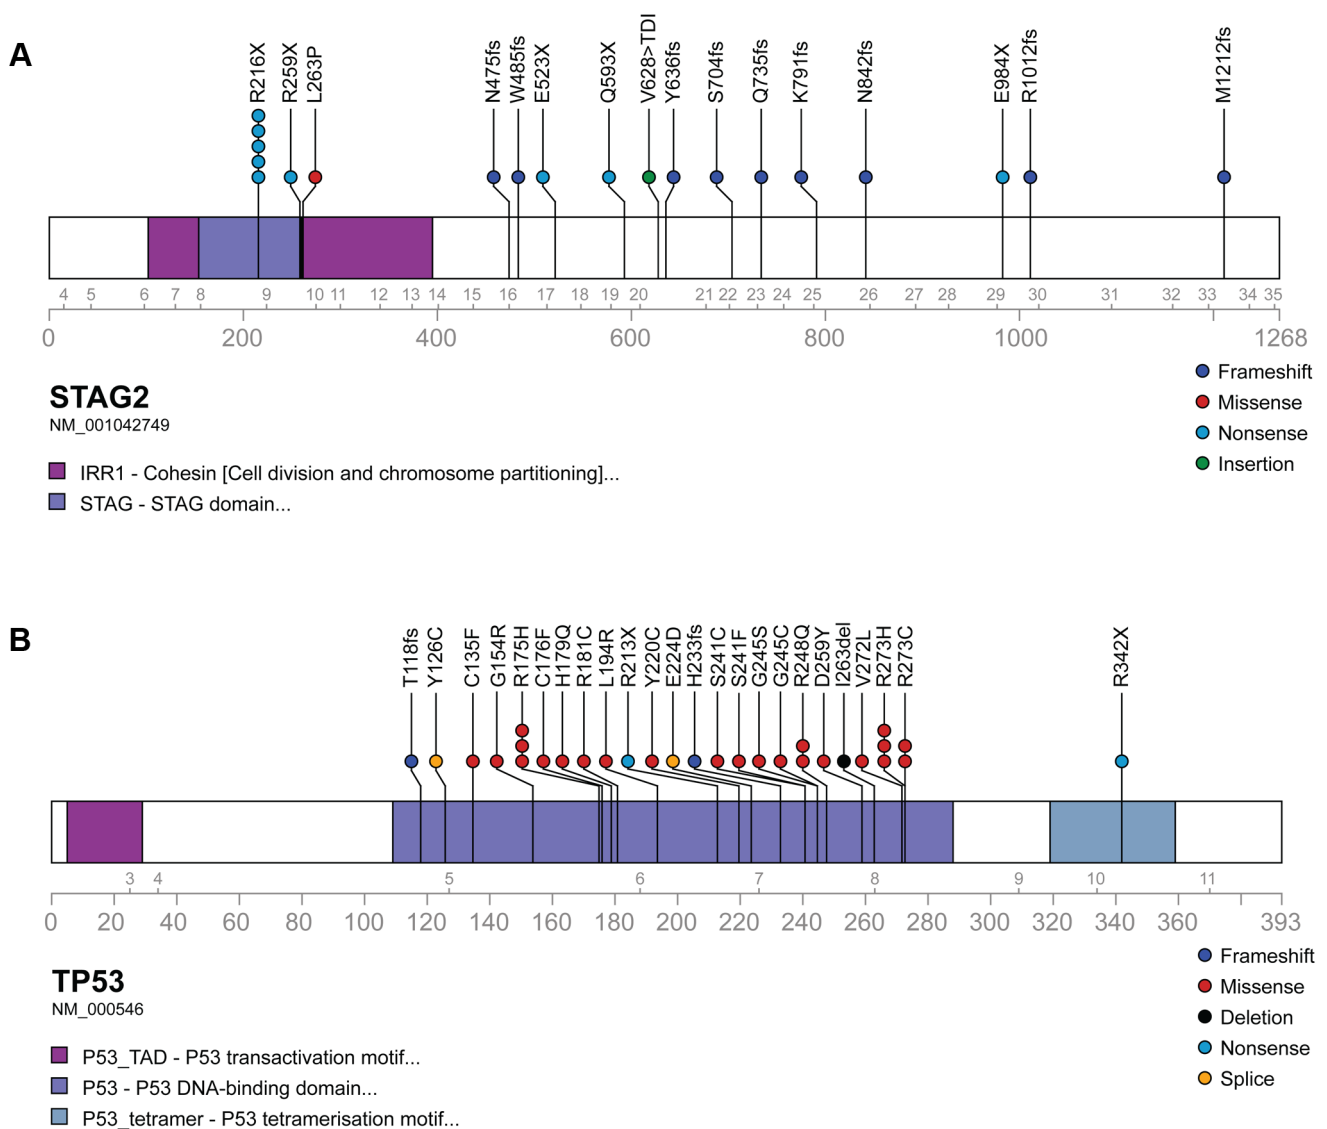 A
R216X R259X L263P N475fs W485fs E523X Q593X V628>TDI Y636fs S704fs Q735fs K791fs N842fs E984X R1012fs M1212fs
4 5 6 7 8 9 10 11 12 13 14 15 16 17 18 19 20 21 22 23 24 25 26 27 28 29 30 31 32 33 34 35
0 200 400 600 800 1000 1268
Frameshift
Missense
Nonsense
Insertion
STAG2
NM_001042749
IRR1 - Cohesin [Cell division and chromosome partitioning]...
STAG - STAG domain...
B
T118fs Y126C C135F G154R R175H C176F H179Q R181C L194R R213X Y220C E224D H233fs S241C S241F G245S G245C R248Q D259Y I263del V272L R273H R273C R342X
3 4 5 6 7 8 9 10 11
0 20 40 60 80 100 120 140 160 180 200 220 240 260 280 300 320 340 360 393
Frameshift
Missense
Deletion
Nonsense
Splice
TP53
NM_000546
P53_TAD - P53 transactivation motif...
P53 - P53 DNA-binding domain...
P53_tetramer - P53 tetramerisation motif...